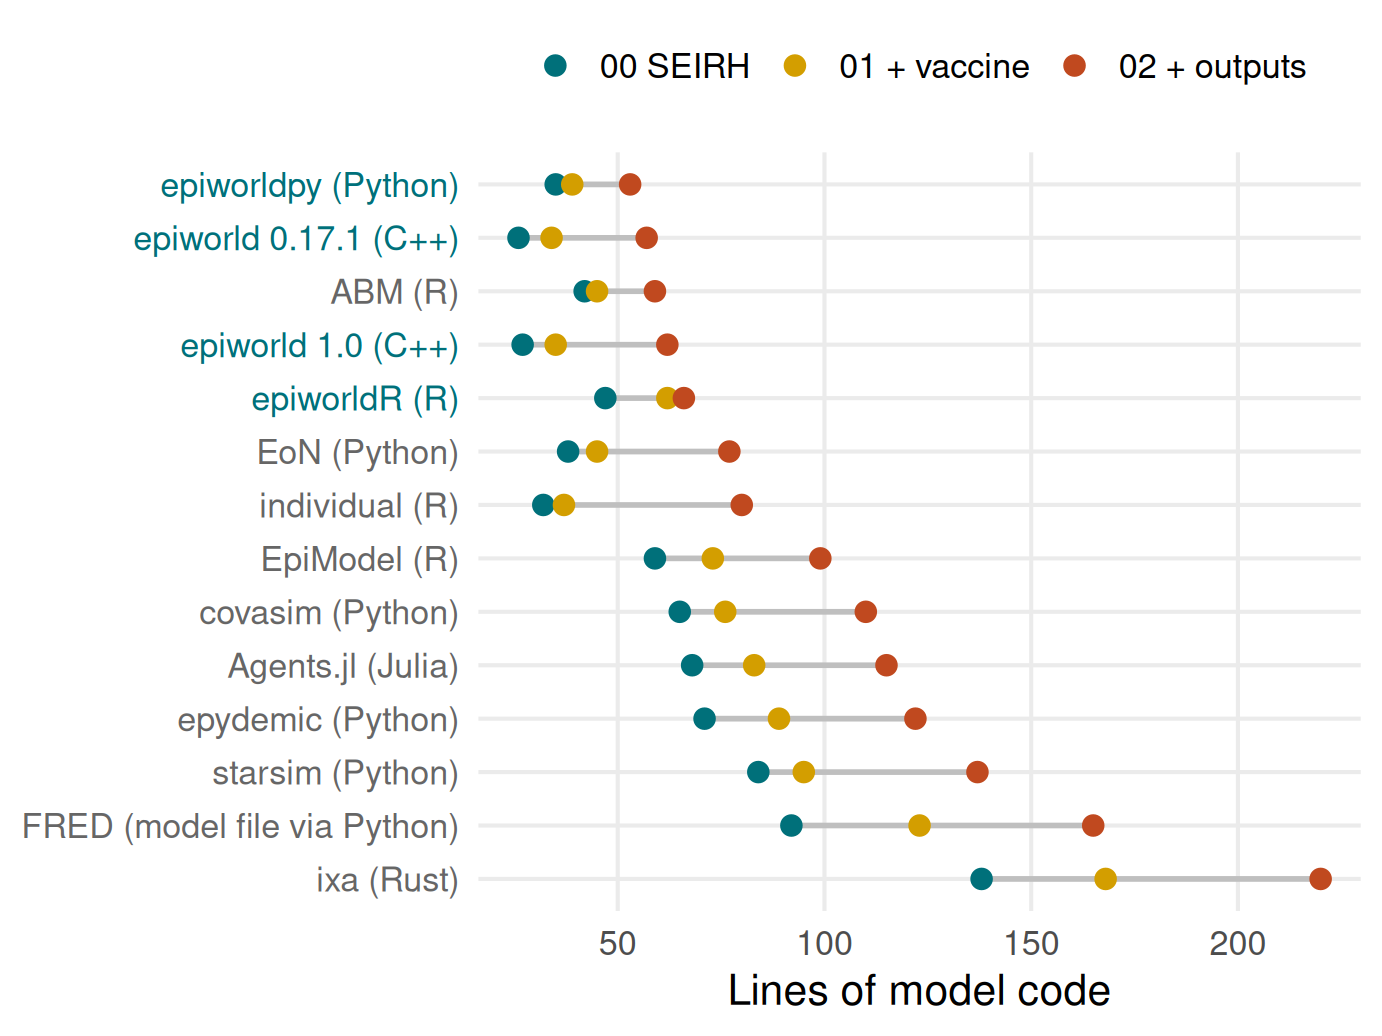 00 SEIRH 01 + vaccine 02 + outputs
epiworldpy (Python)
epiworld 0.17.1 (C++)
ABM (R)
epiworld 1.0 (C++)
epiworldR (R)
EoN (Python)
individual (R)
EpiModel (R)
covasim (Python)
Agents.jl (Julia)
epydemic (Python)
starsim (Python)
FRED (model file via Python)
ixa (Rust)
50 100 150 200
Lines of model code